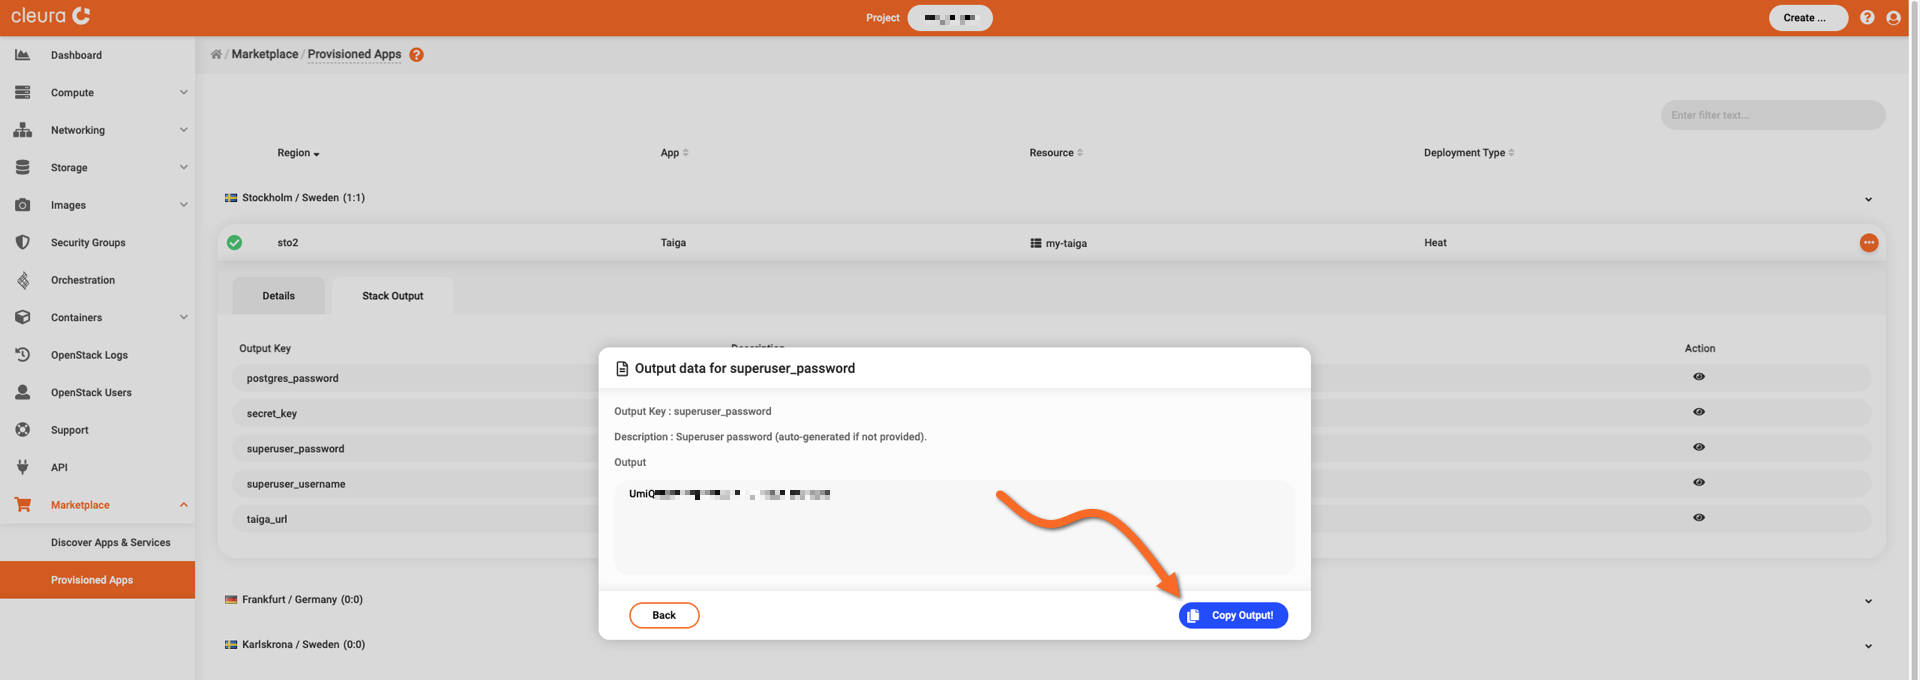 cleura
Project
Create ...
?
Dashboard
Compute
Networking
Storage
Images
Security Groups
Orchestration
Containers
OpenStack Logs
OpenStack Users
Support
API
Marketplace
Discover Apps & Services
Provisioned Apps
/ Marketplace / Provisioned Apps ?
Enter filter text...
Region App Resource Deployment Type
Stockholm / Sweden (1:1)
sto2 Taiga my-taiga Heat
Details Stack Output
Output Key Description Action
postgres_password
secret_key
superuser_password
superuser_username
taiga_url
Output data for superuser_password
Output Key : superuser_password
Description : Superuser password (auto-generated if not provided).
Output
UmiQ
Back Copy Output!
Frankfurt / Germany (0:0)
Karlskrona / Sweden (0:0)